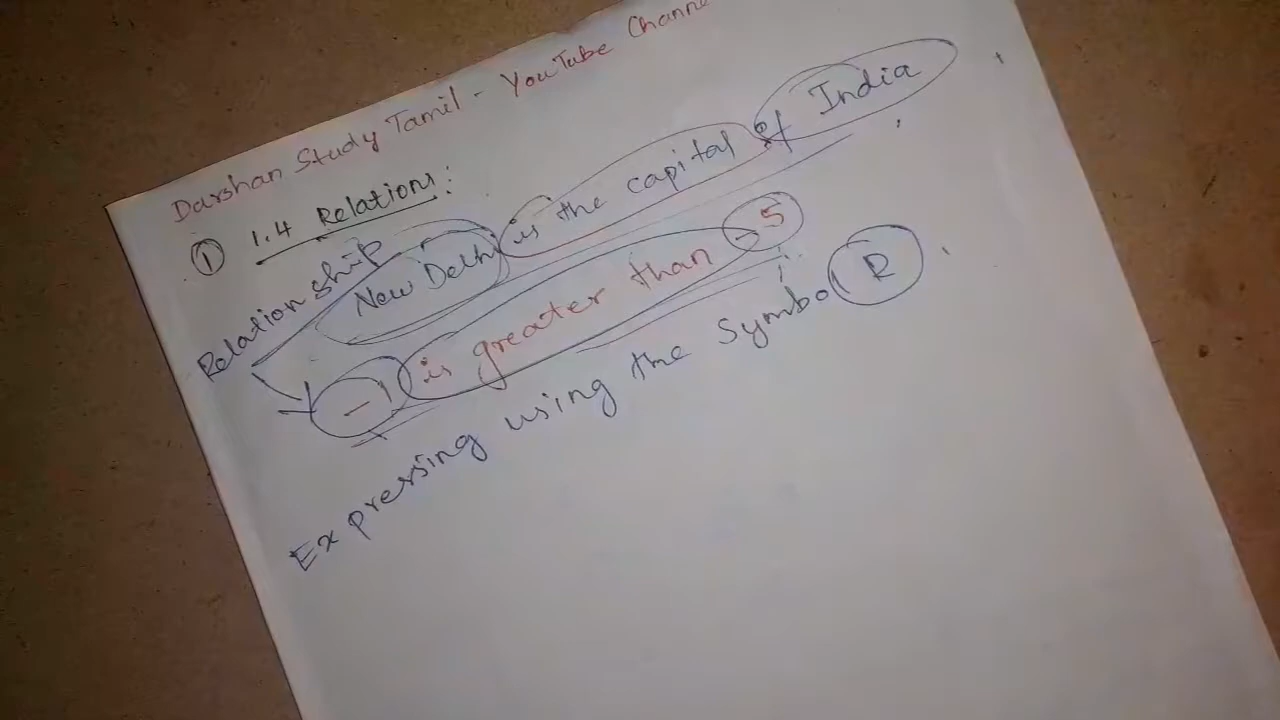 Darshan Study Tamil - YouTube Channe
① 1.4 Relations:
Relationship
New Delhi is the capital of India
-1 is greater than 5
Expressing using the symbol R